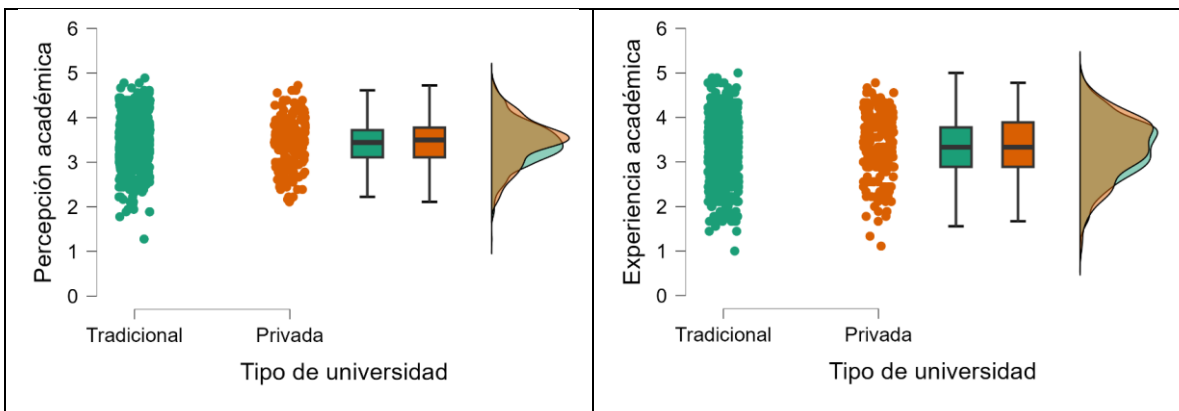 Percepción académica
6
5
4
3
2
1
0
Tradicional
Privada
Tipo de universidad
Experiencia académica
6
5
4
3
2
1
0
Tradicional
Privada
Tipo de universidad